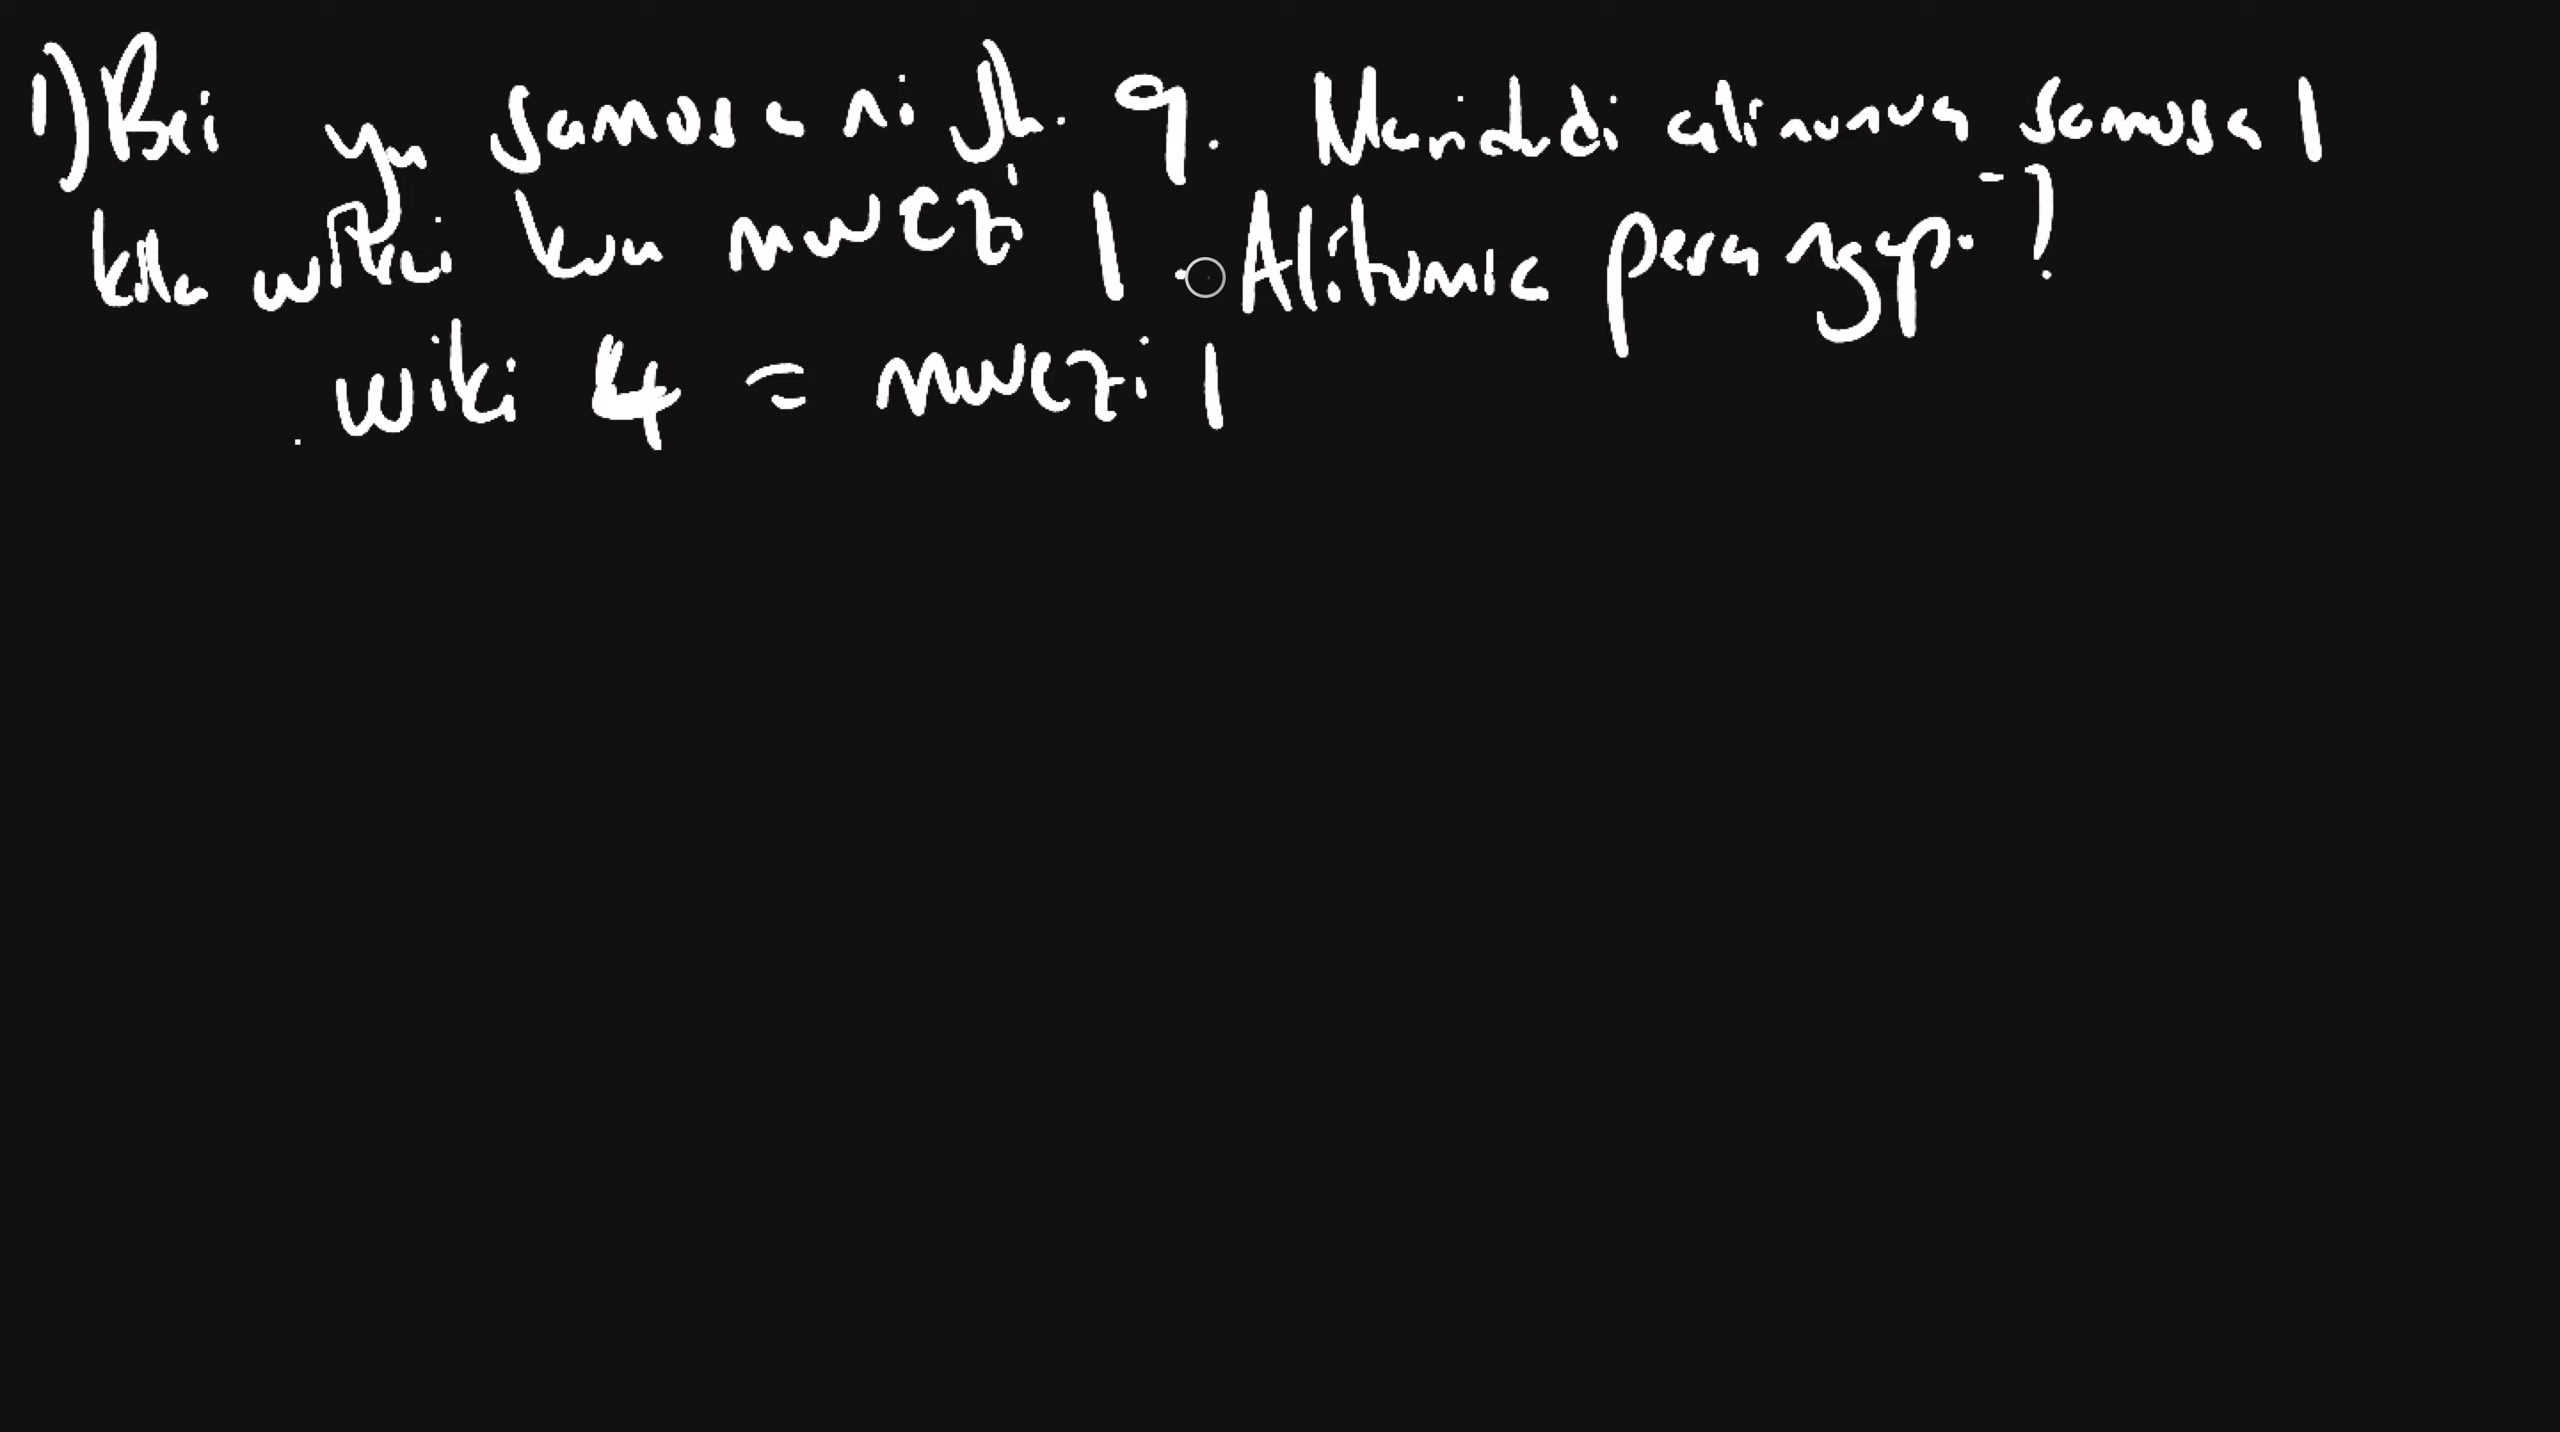 1) Bei ya samosa ni sh. 9. Maridadi alinunua samosa 1
kila wiki kwa mwezi 1. Alitumia pesa ngapi?
wiki 4 = mwezi 1